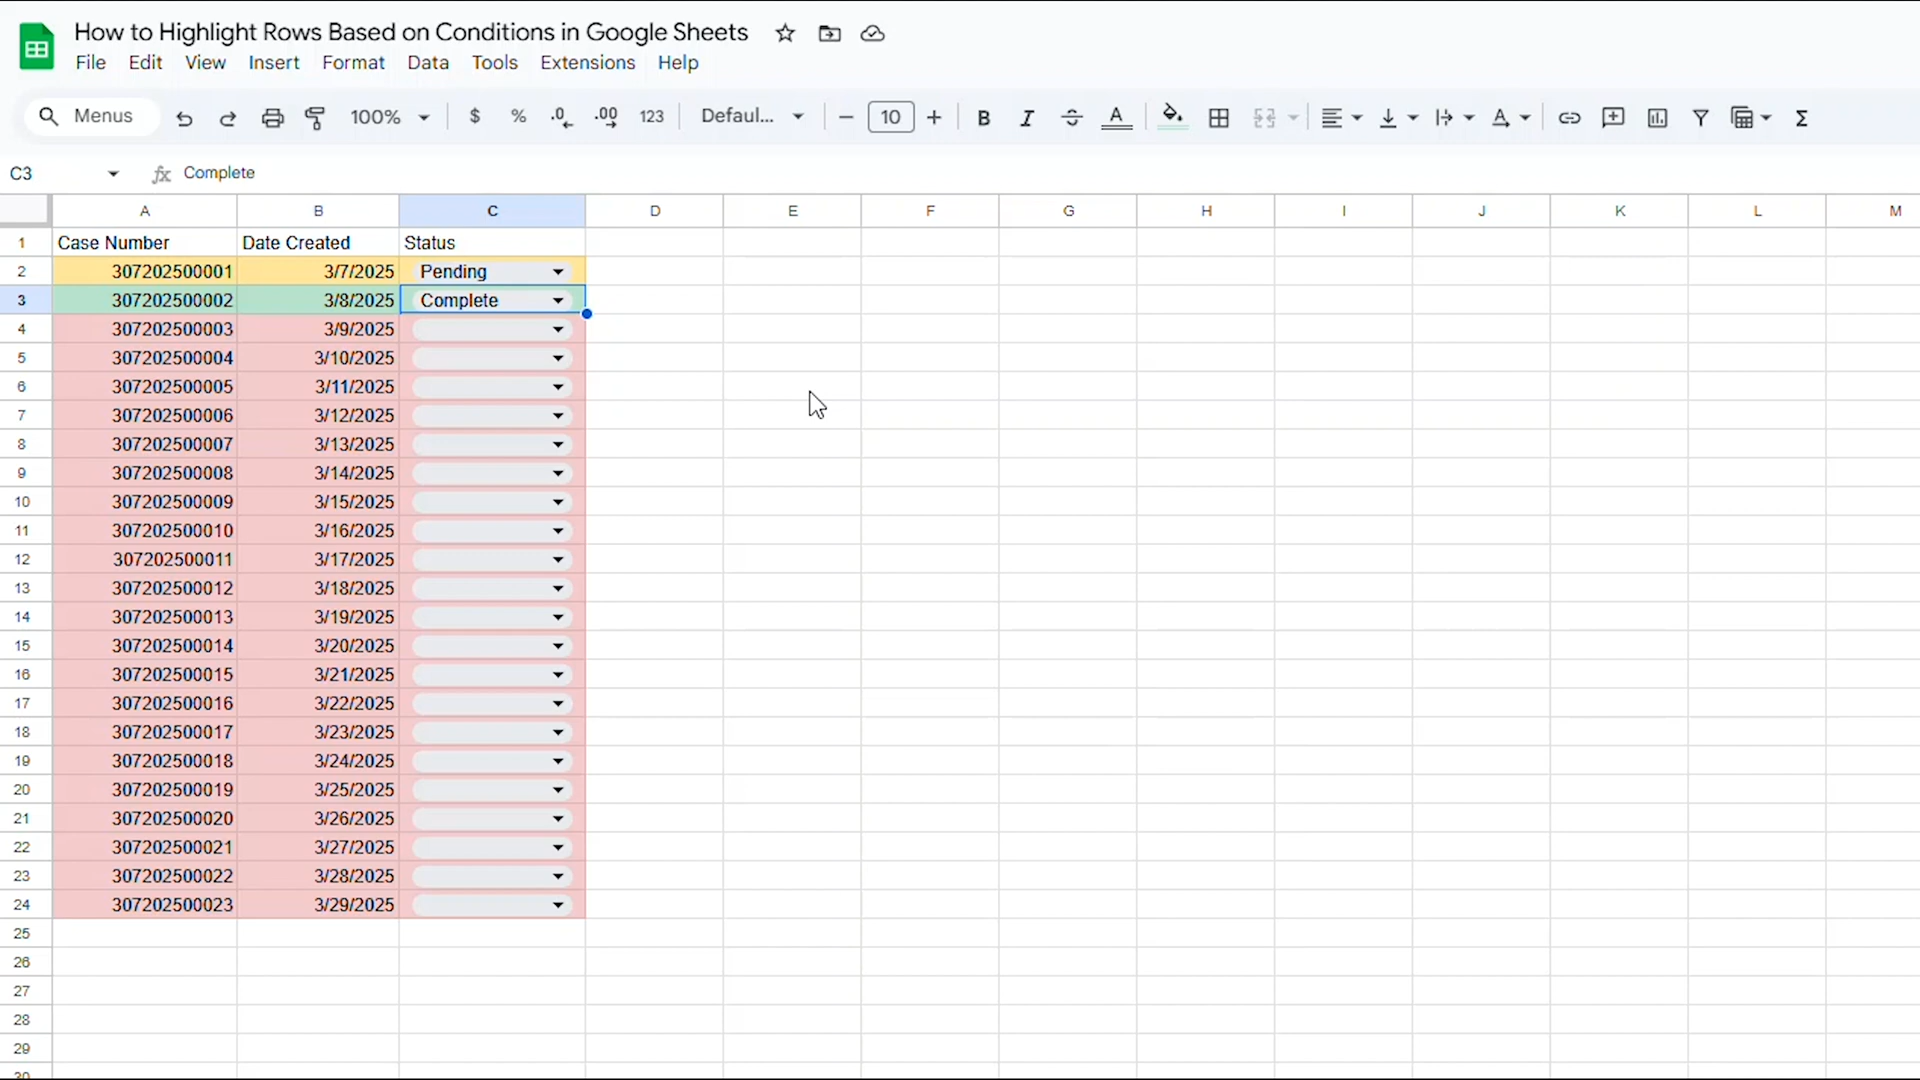 How to Highlight Rows Based on Conditions in Google Sheets
File Edit View Insert Format Data Tools Extensions Help
Menus 100% $ % .0 .00 123 Defaul... 10 B I S A A Σ
C3 fx Complete
A B C D E F G H I J K L M
1 Case Number Date Created Status
2 307202500001 3/7/2025 Pending
3 307202500002 3/8/2025 Complete
4 307202500003 3/9/2025
5 307202500004 3/10/2025
6 307202500005 3/11/2025
7 307202500006 3/12/2025
8 307202500007 3/13/2025
9 307202500008 3/14/2025
10 307202500009 3/15/2025
11 307202500010 3/16/2025
12 307202500011 3/17/2025
13 307202500012 3/18/2025
14 307202500013 3/19/2025
15 307202500014 3/20/2025
16 307202500015 3/21/2025
17 307202500016 3/22/2025
18 307202500017 3/23/2025
19 307202500018 3/24/2025
20 307202500019 3/25/2025
21 307202500020 3/26/2025
22 307202500021 3/27/2025
23 307202500022 3/28/2025
24 307202500023 3/29/2025
25
26
27
28
29
30